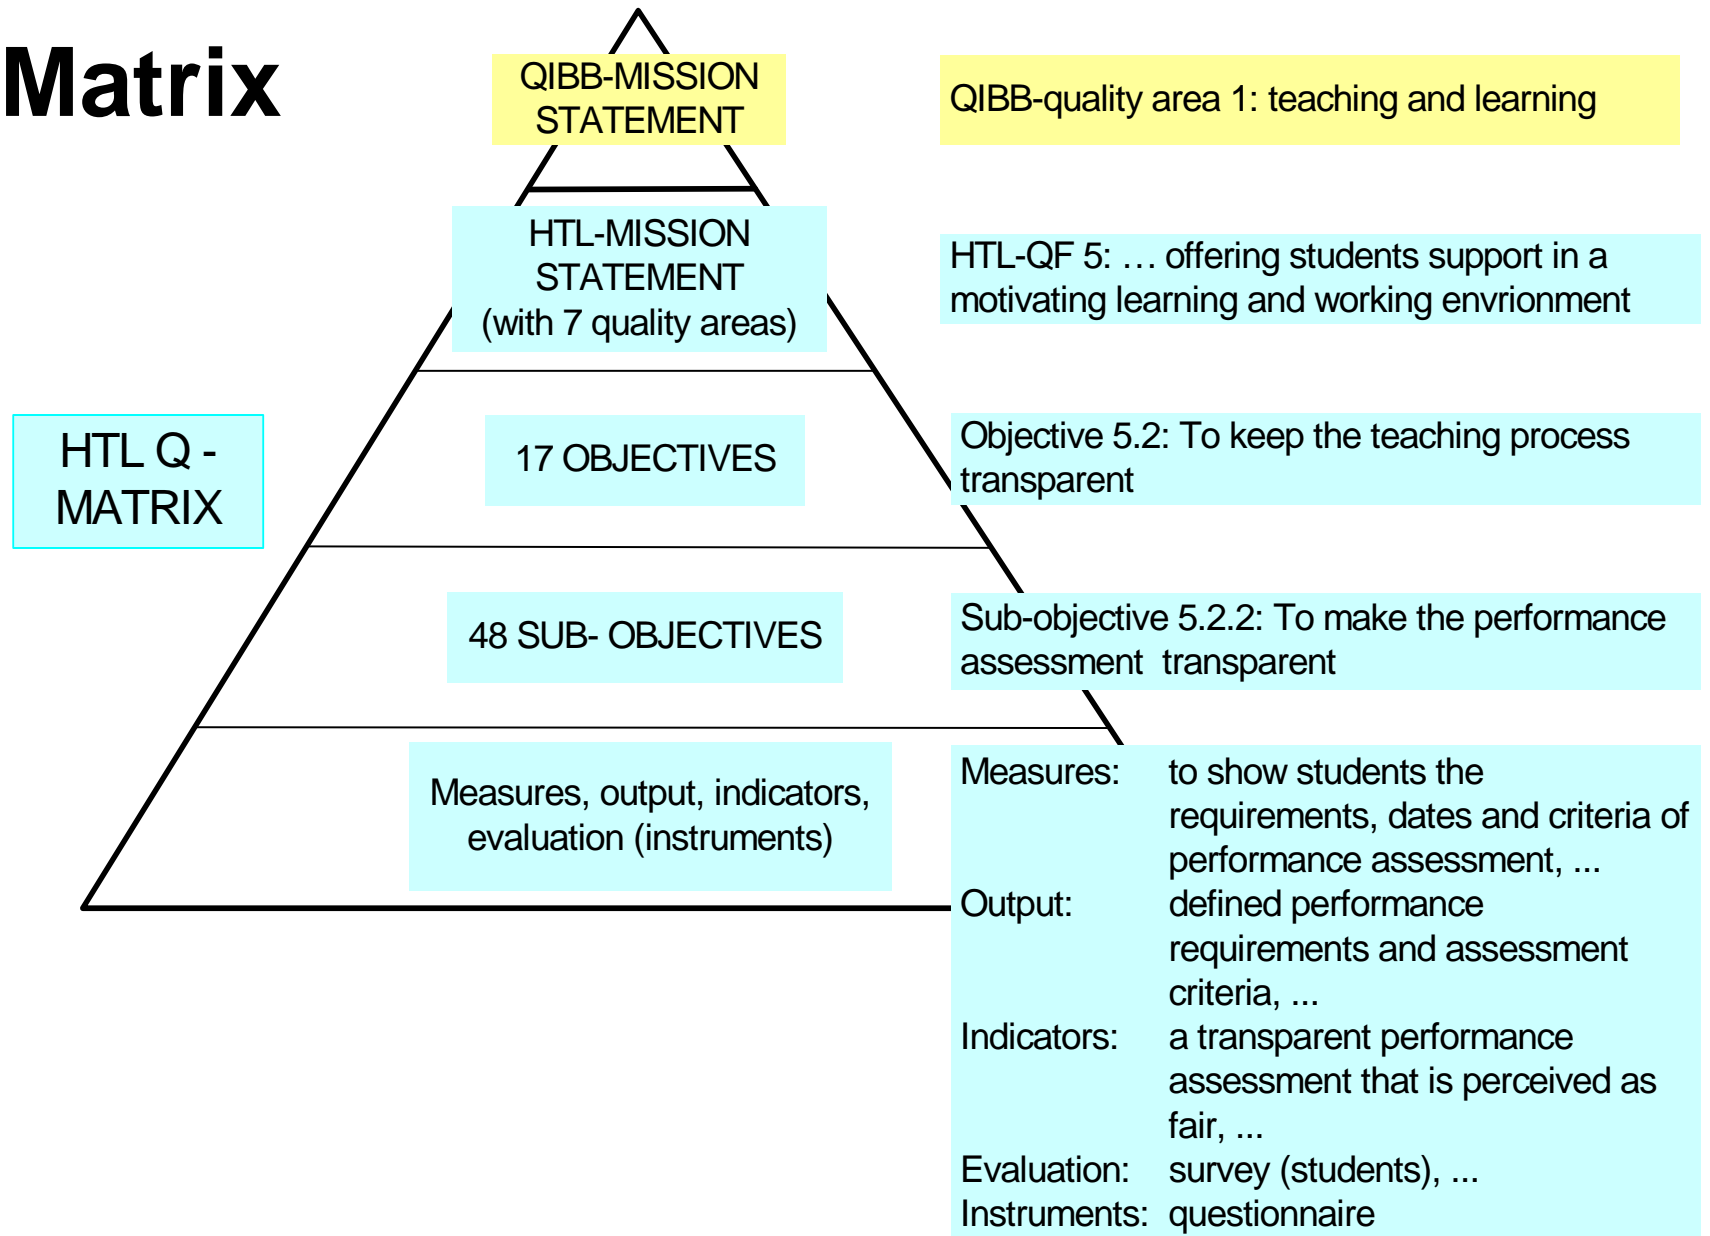 Matrix
QIBB-MISSION
STATEMENT
QIBB-quality area 1: teaching and learning
HTL-MISSION
STATEMENT
(with 7 quality areas)
HTL-QF 5: … offering students support in a
motivating learning and working envrionment
HTL Q -
MATRIX
17 OBJECTIVES
Objective 5.2: To keep the teaching process
transparent
48 SUB- OBJECTIVES
Sub-objective 5.2.2: To make the performance
assessment transparent
Measures, output, indicators,
evaluation (instruments)
Measures: to show students the
requirements, dates and criteria of
performance assessment, ...
Output: defined performance
requirements and assessment
criteria, ...
Indicators: a transparent performance
assessment that is perceived as
fair, ...
Evaluation: survey (students), ...
Instruments: questionnaire